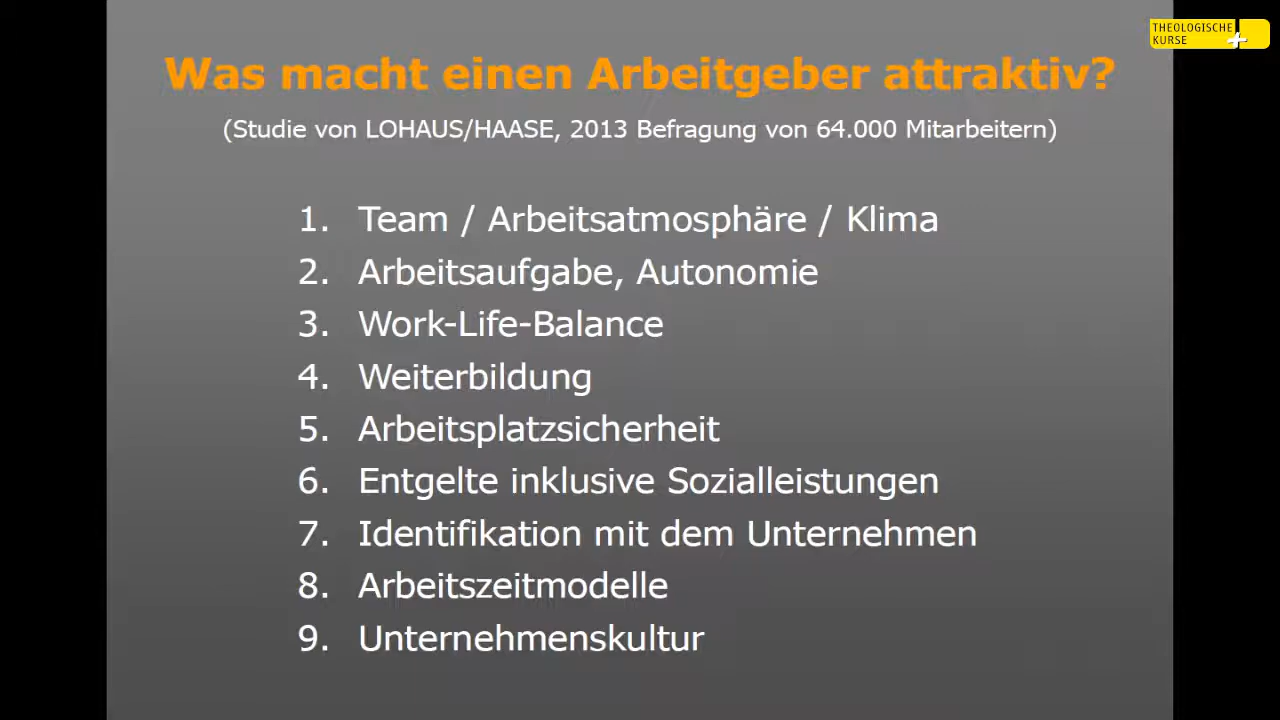 THEOLOGISCHE
KURSE
Was macht einen Arbeitgeber attraktiv?
(Studie von LOHAUS/HAASE, 2013 Befragung von 64.000 Mitarbeitern)
1. Team / Arbeitsatmosphäre / Klima
2. Arbeitsaufgabe, Autonomie
3. Work-Life-Balance
4. Weiterbildung
5. Arbeitsplatzsicherheit
6. Entgelte inklusive Sozialleistungen
7. Identifikation mit dem Unternehmen
8. Arbeitszeitmodelle
9. Unternehmenskultur